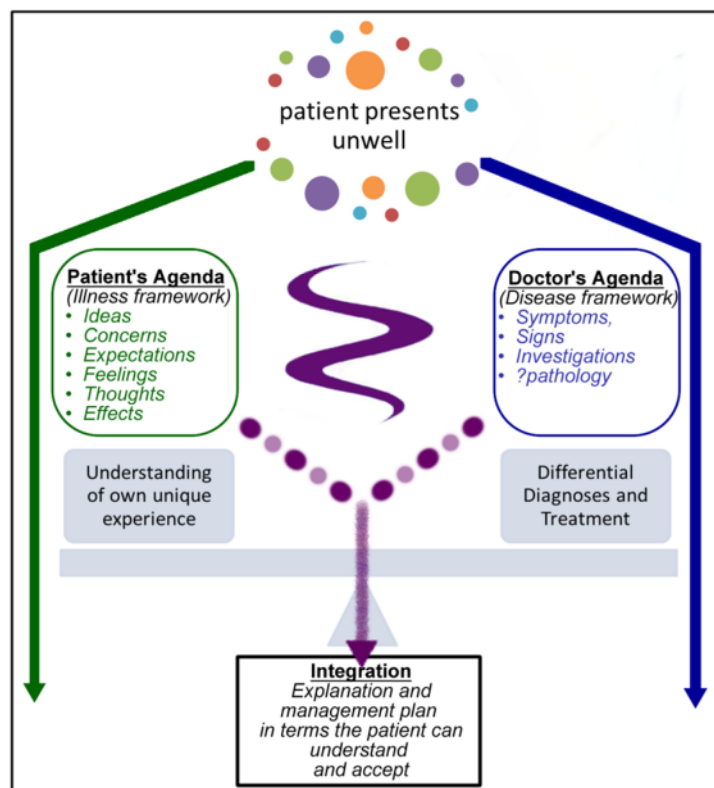 patient presents
unwell
Patient's Agenda
(Illness framework)
• Ideas
• Concerns
• Expectations
• Feelings
• Thoughts
• Effects
Doctor's Agenda
(Disease framework)
• Symptoms,
• Signs
• Investigations
• ?pathology
Understanding
of own unique
experience
Differential
Diagnoses and
Treatment
Integration
Explanation and
management plan
in terms the patient can
understand
and accept